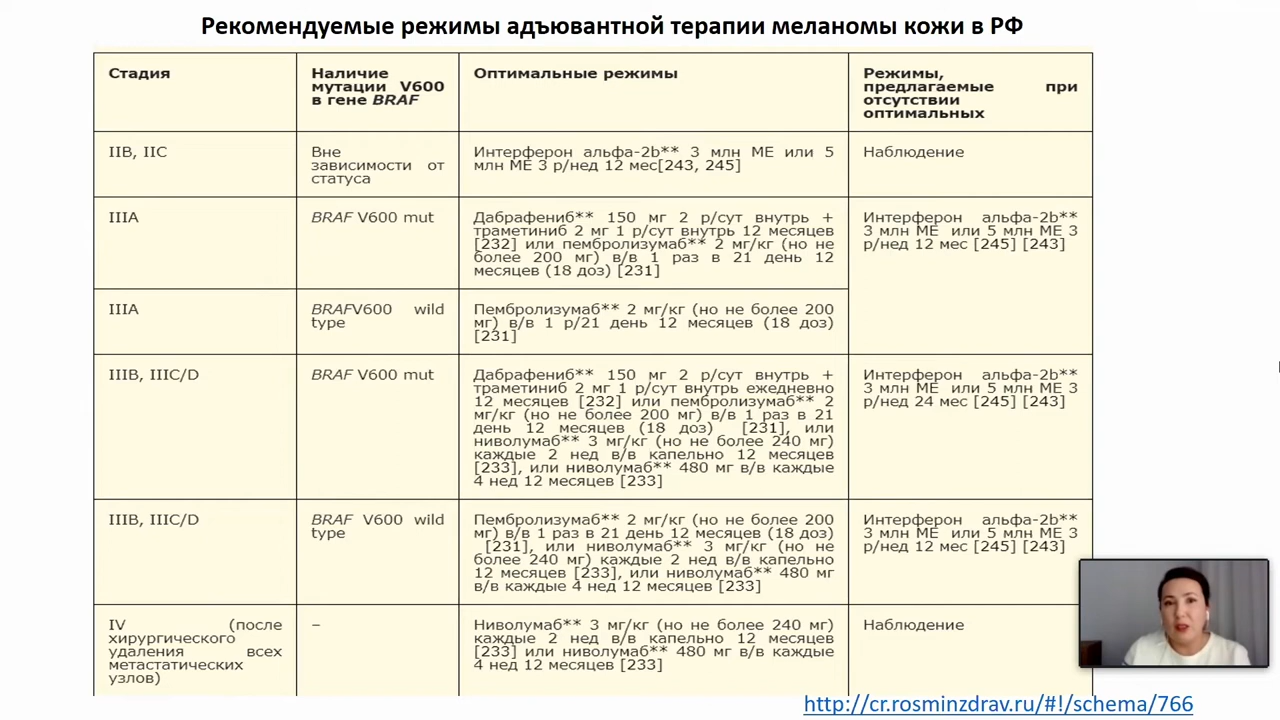 Рекомендуемые режимы адъювантной терапии меланомы кожи в РФ
Стадия
Наличие
мутации V600
в гене BRAF
Оптимальные режимы
Режимы,
предлагаемые при
отсутствии
оптимальных
IIB, IIC
Вне
зависимости от
статуса
Интерферон альфа-2b** 3 млн МЕ или 5
млн МЕ 3 р/нед 12 мес[243, 245]
Наблюдение
IIIA
BRAF V600 mut
Дабрафениб** 150 мг 2 р/сут внутрь +
траметиниб 2 мг 1 р/сут внутрь 12 месяцев
[232] или пембролизумаб** 2 мг/кг (но не
более 200 мг) в/в 1 раз в 21 день 12
месяцев (18 доз) [231]
Интерферон альфа-2b**
3 млн МЕ или 5 млн МЕ 3
р/нед 12 мес [245] [243]
IIIA
BRAFV600 wild
type
Пембролизумаб** 2 мг/кг (но не более 200
мг) в/в 1 р/21 день 12 месяцев (18 доз)
[231]
IIIB, IIIC/D
BRAF V600 mut
Дабрафениб** 150 мг 2 р/сут внутрь +
траметиниб 2 мг 1 р/сут внутрь ежедневно
12 месяцев [232] или пембролизумаб** 2
мг/кг (но не более 200 мг) в/в 1 раз в 21
день 12 месяцев (18 доз) [231], или
ниволумаб** 3 мг/кг (но не более 240 мг)
каждые 2 нед в/в капельно 12 месяцев
[233], или ниволумаб** 480 мг в/в каждые
4 нед 12 месяцев [233]
Интерферон альфа-2b**
3 млн МЕ или 5 млн МЕ 3
р/нед 24 мес [245] [243]
IIIB, IIIC/D
BRAF V600 wild
type
Пембролизумаб** 2 мг/кг (но не более 200
мг) в/в 1 раз в 21 день 12 месяцев (18 доз)
[231], или ниволумаб** 3 мг/кг (но не
более 240 мг) каждые 2 нед в/в капельно
12 месяцев [233], или ниволумаб** 480 мг
в/в каждые 4 нед 12 месяцев [233]
Интерферон альфа-2b**
3 млн МЕ или 5 млн МЕ 3
р/нед 12 мес [245] [243]
IV (после
хирургического
удаления всех
метастатических
узлов)
–
Ниволумаб** 3 мг/кг (но не более 240 мг)
каждые 2 нед в/в капельно 12 месяцев
[233] или ниволумаб** 480 мг в/в каждые
4 нед 12 месяцев [233]
Наблюдение
http://cr.rosminzdrav.ru/#!/schema/766